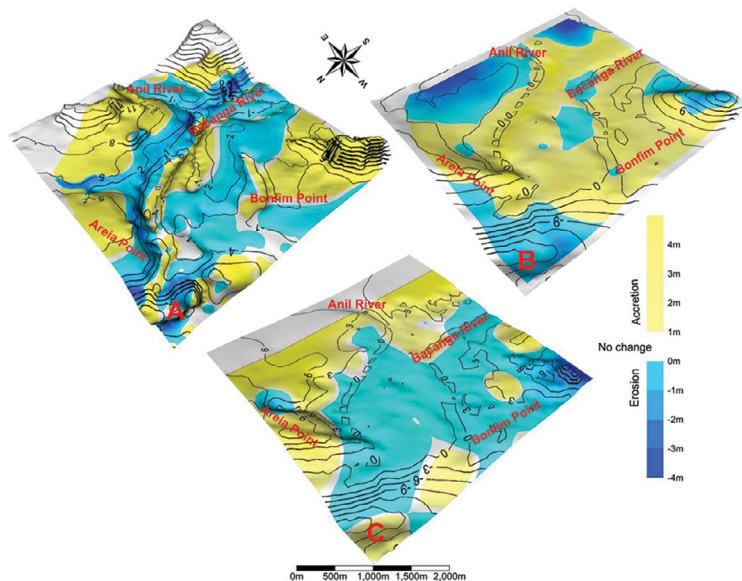 E
S
N
W
Anil River
Bacanga River
Areia Point
Bonfim Point
A
Anil River
Bacanga River
Areia Point
Bonfim Point
B
Anil River
Bacanga River
Areia Point
Bonfim Point
C
Accretion
4m
3m
2m
1m
No change
Erosion
0m
-1m
-2m
-3m
-4m
0m 500m 1,000m 1,500m 2,000m